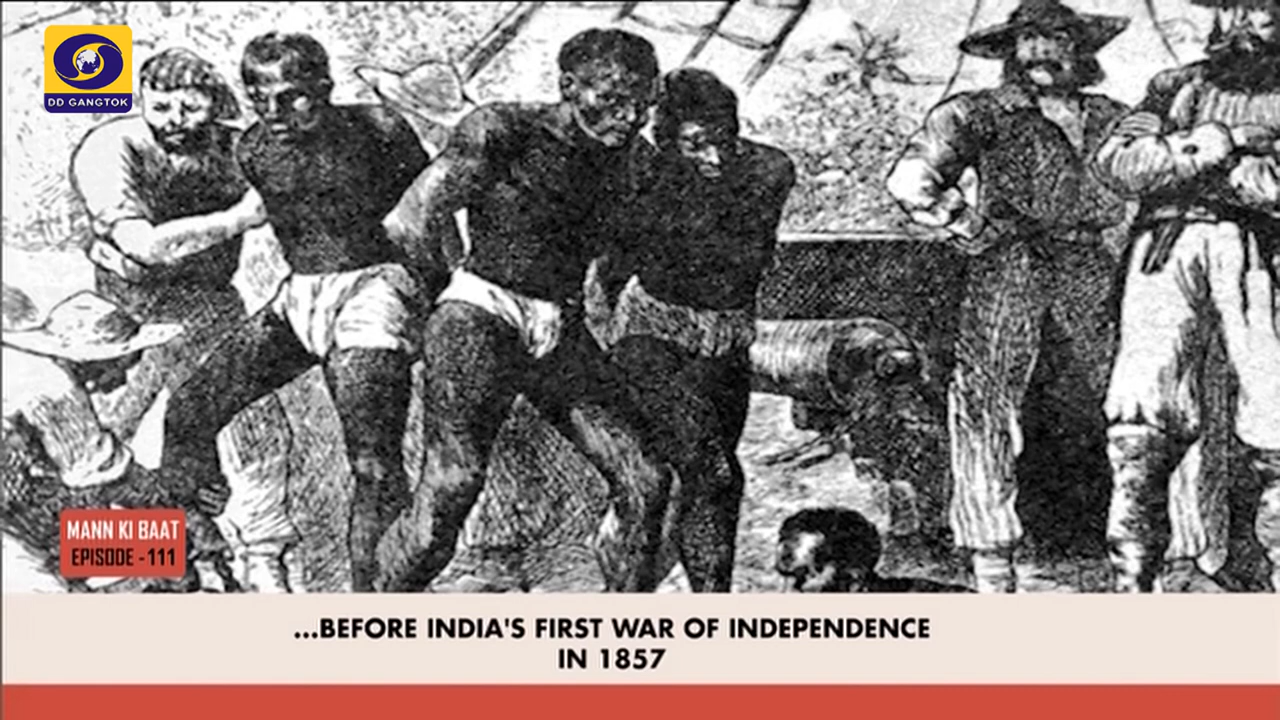 DD GANGTOK
MANN KI BAAT
EPISODE - 111
...BEFORE INDIA'S FIRST WAR OF INDEPENDENCE
IN 1857